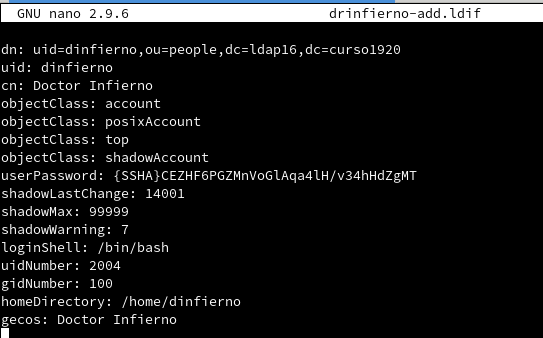 GNU nano 2.9.6 drinfierno-add.ldif
dn: uid=dinfierno,ou=people,dc=ldap16,dc=curso1920
uid: dinfierno
cn: Doctor Infierno
objectClass: account
objectClass: posixAccount
objectClass: top
objectClass: shadowAccount
userPassword: {SSHA}CEZHF6PGZMnVoGlAqa4lH/v34hHdZgMT
shadowLastChange: 14001
shadowMax: 99999
shadowWarning: 7
loginShell: /bin/bash
uidNumber: 2004
gidNumber: 100
homeDirectory: /home/dinfierno
gecos: Doctor Infierno